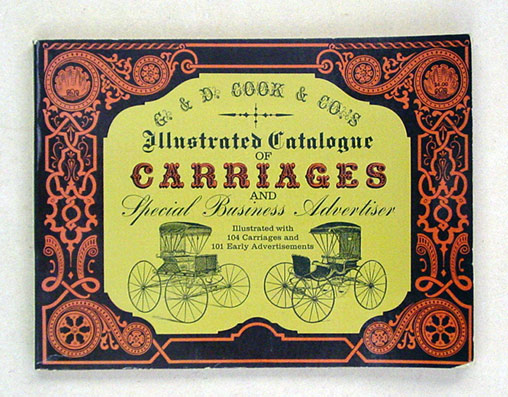 G. & D. COOK & CO'S
Illustrated Catalogue
OF
CARRIAGES
AND
Special Business Advertiser
Illustrated with
104 Carriages and
101 Early Advertisements